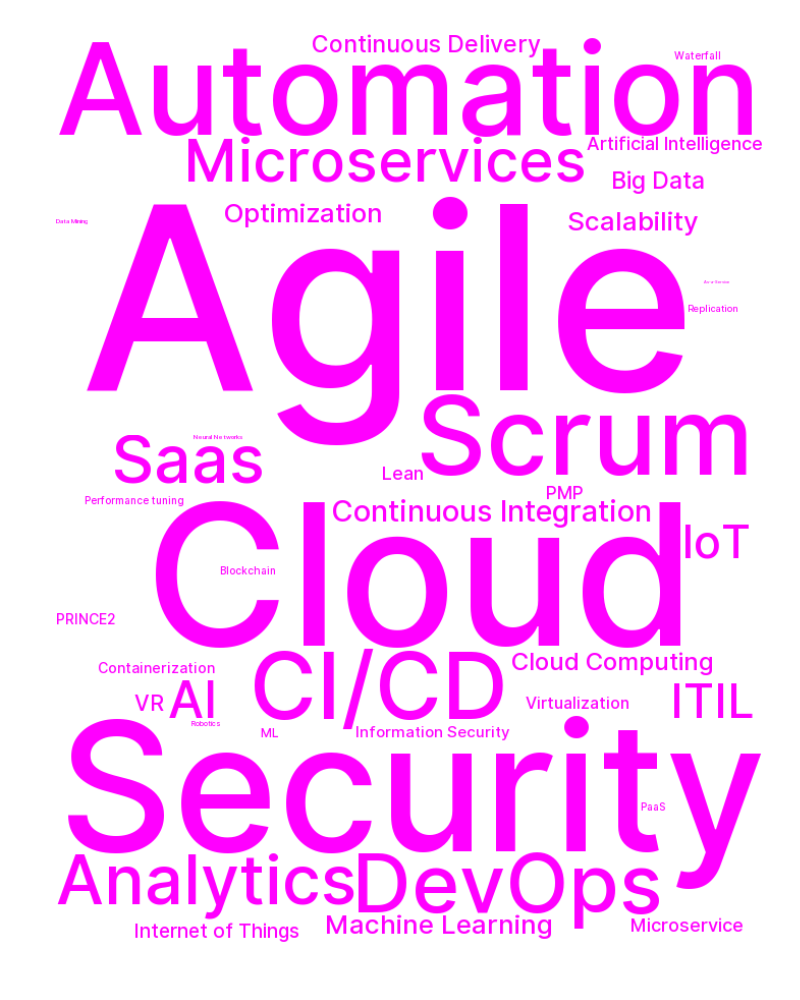 Continuous Delivery
Waterfall
Automation
Microservices
Artificial Intelligence
Big Data
Optimization
Scalability
Data Mining
Agile
Replication
Scrum
Saas
Neural Networks
Lean
PMP
Performance tuning
Continuous Integration
Cloud
IoT
Blockchain
PRINCE2
Containerization
CI/CD
Cloud Computing
VR
AI
Virtualization
ITIL
Robotics
ML
Information Security
Security
PaaS
Analytics
DevOps
Internet of Things
Machine Learning
Microservice